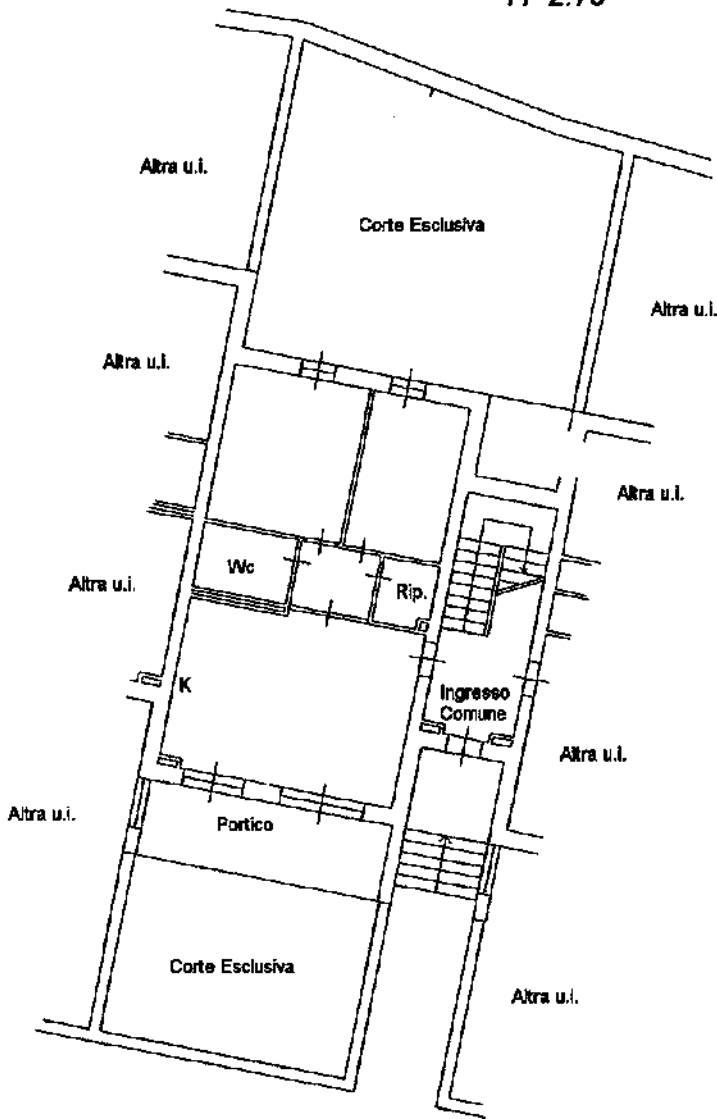 Altra u.i.
Corte Esclusiva
Altra u.i.
Altra u.i.
Altra u.i.
Wc
Altra u.i.
Rip.
K
Ingresso
Comune
Altra u.i.
Altra u.i.
Portico
Corte Esclusiva
Altra u.i.